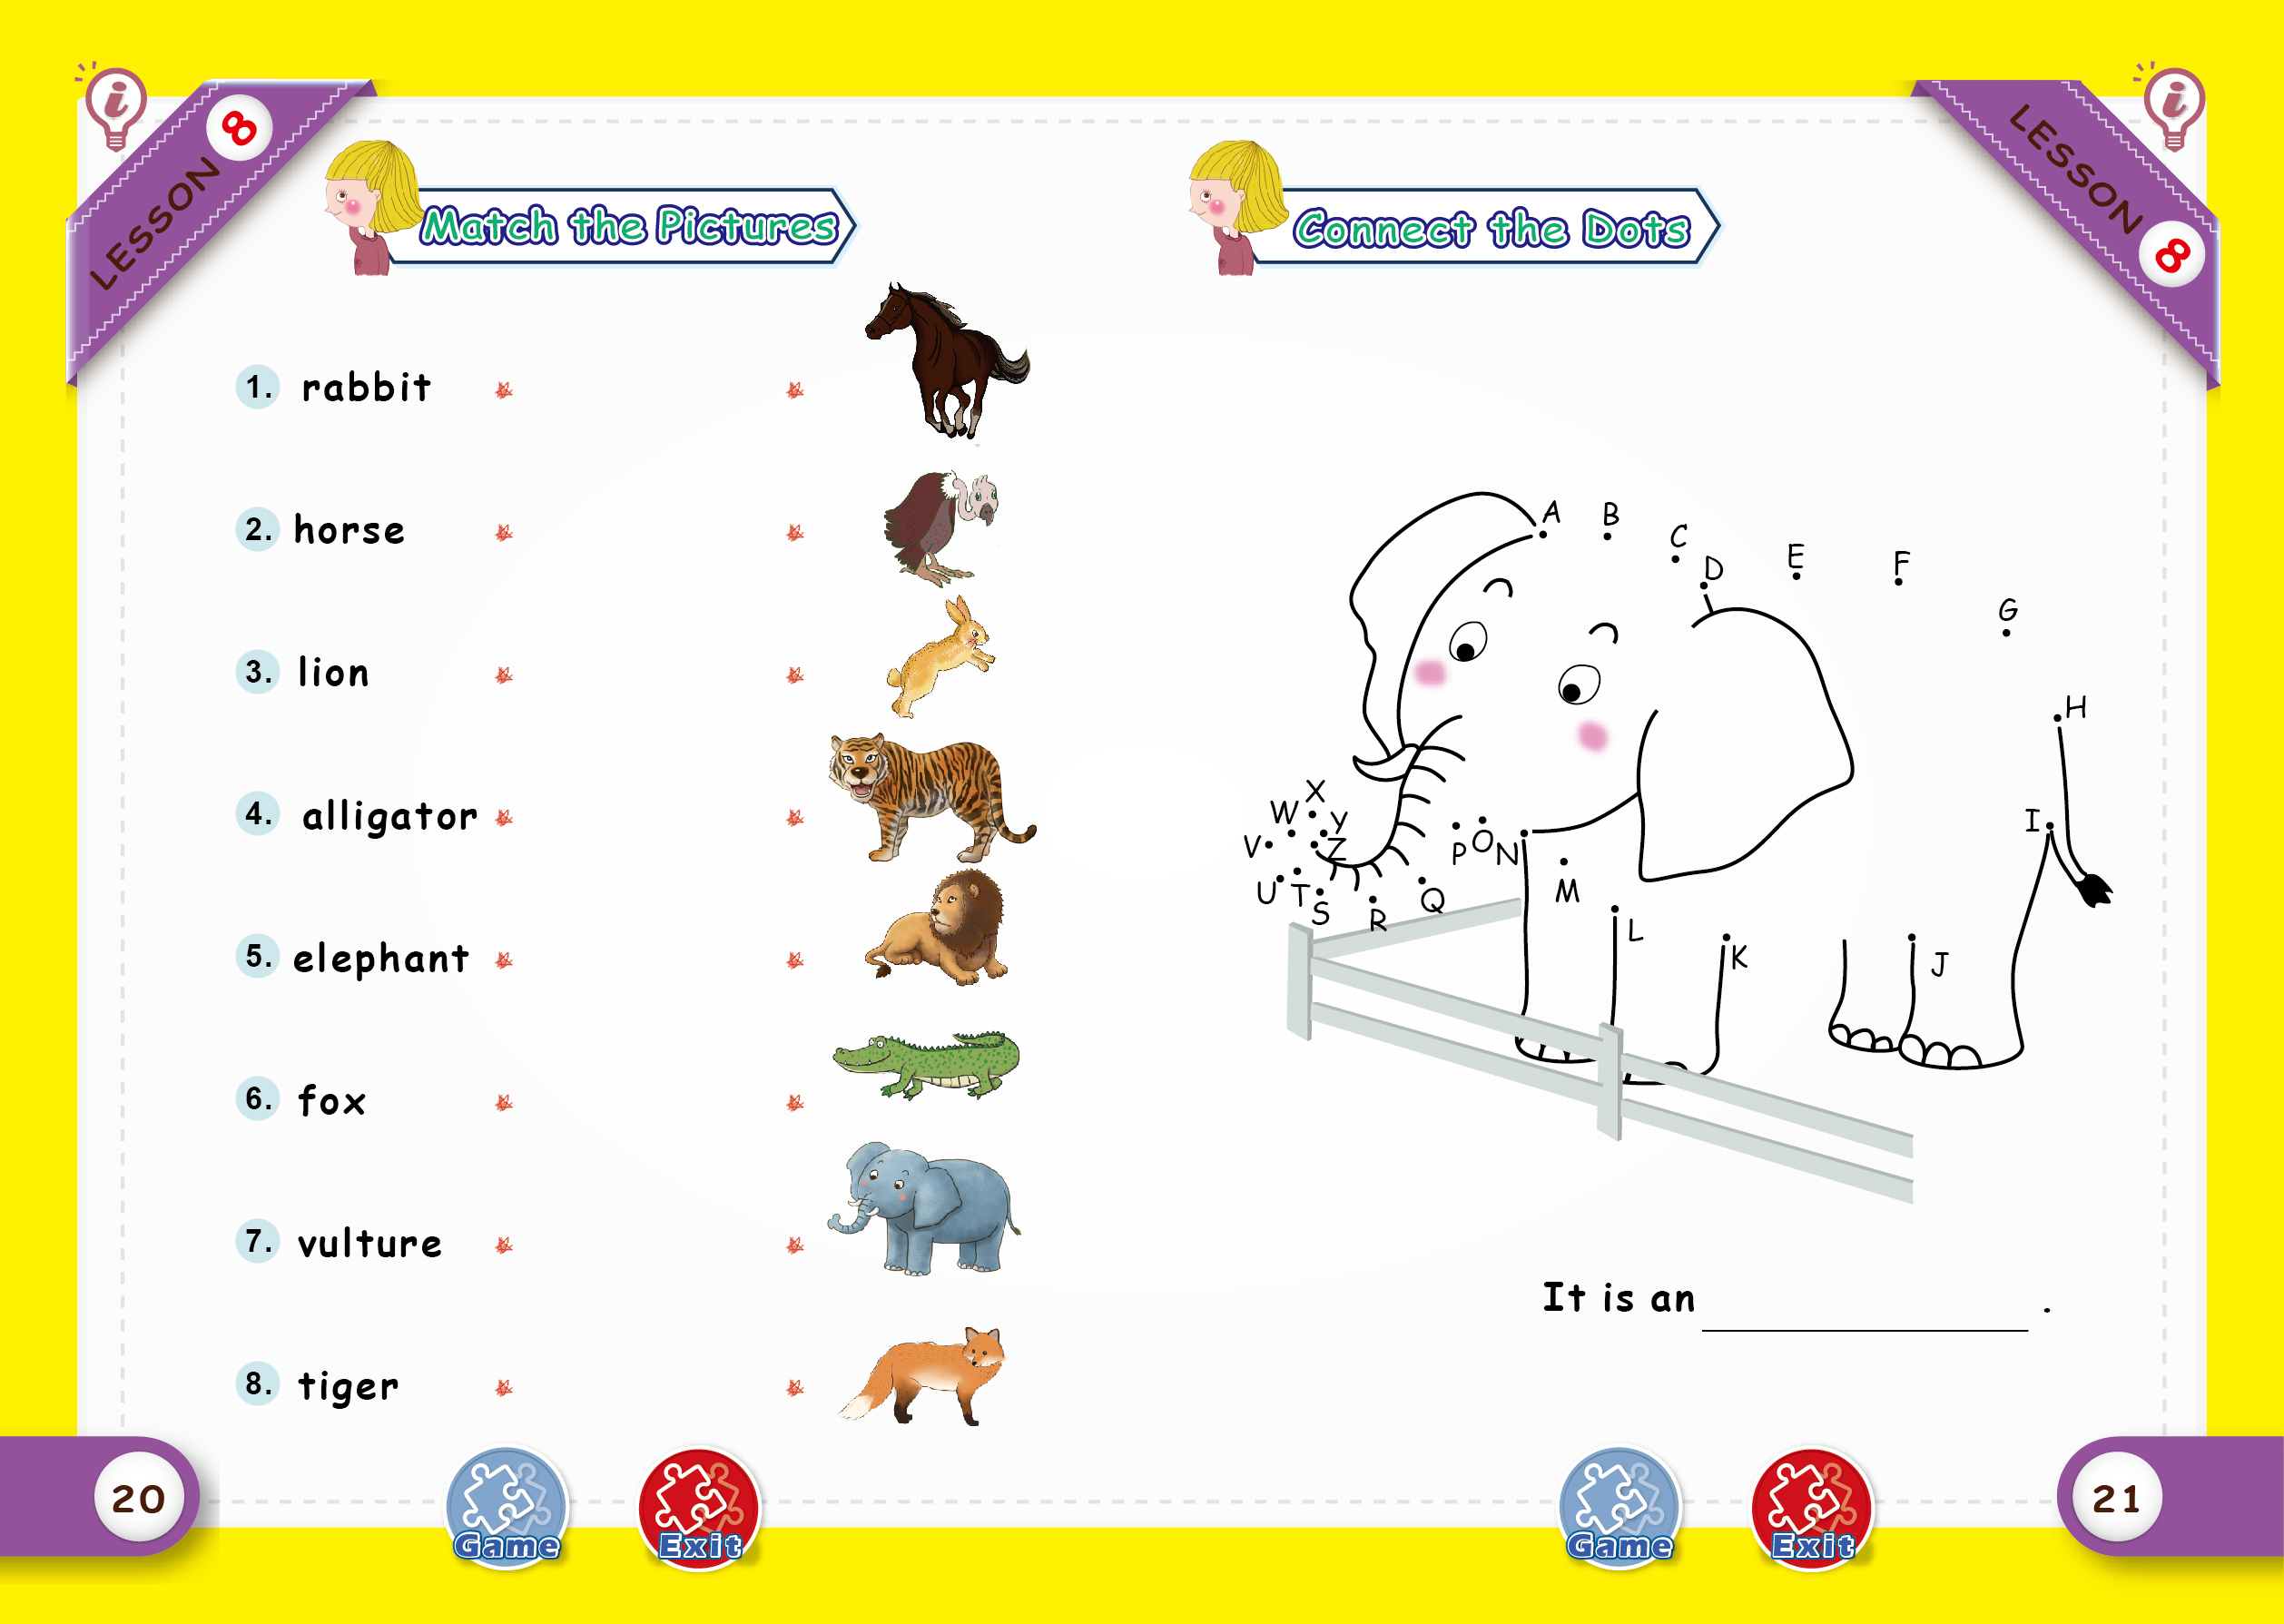 LESSON 8
Match the Pictures
1. rabbit
2. horse
3. lion
4. alligator
5. elephant
6. fox
7. vulture
8. tiger
20
Game
Exit
LESSON 8
Connect the Dots
A
B
C
D
E
F
G
H
I
J
K
L
M
N
O
P
Q
R
S
T
U
V
W
X
Y
Z
It is an ____________ .
Game
Exit
21
i
i